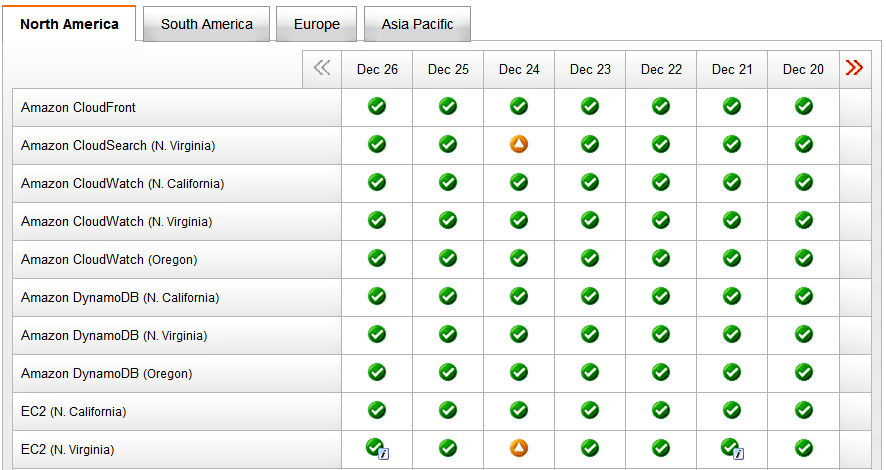 North America South America Europe Asia Pacific
Dec 26 Dec 25 Dec 24 Dec 23 Dec 22 Dec 21 Dec 20
Amazon CloudFront
Amazon CloudSearch (N. Virginia)
Amazon CloudWatch (N. California)
Amazon CloudWatch (N. Virginia)
Amazon CloudWatch (Oregon)
Amazon DynamoDB (N. California)
Amazon DynamoDB (N. Virginia)
Amazon DynamoDB (Oregon)
EC2 (N. California)
EC2 (N. Virginia) i i